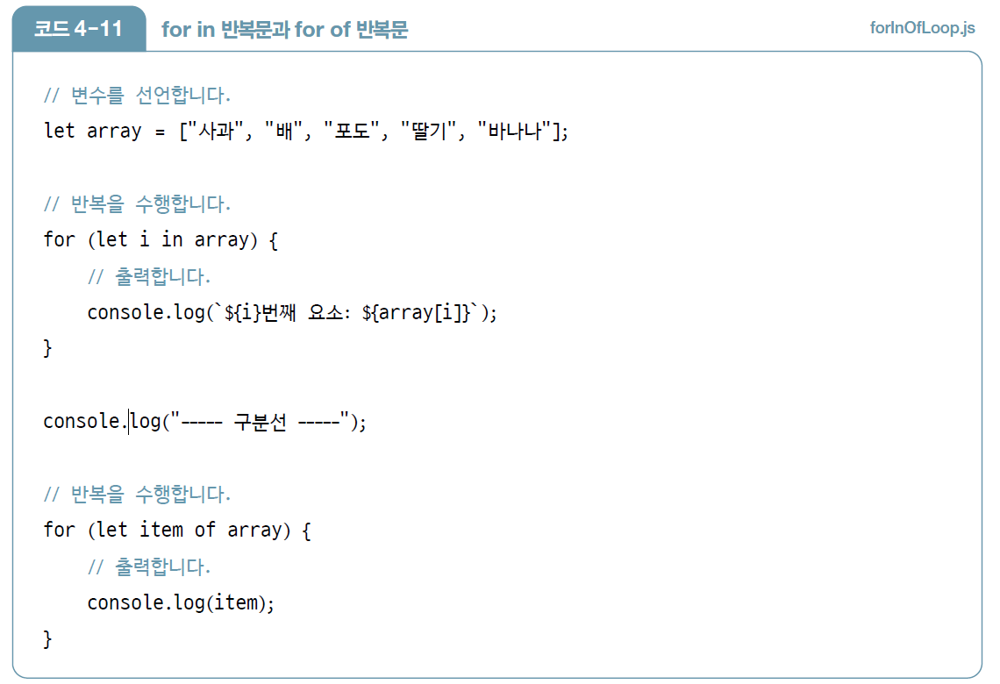 코드 4-11 for in 반복문과 for of 반복문 forInOfLoop.js
// 변수를 선언합니다.
let array = ["사과", "배", "포도", "딸기", "바나나"];
// 반복을 수행합니다.
for (let i in array) {
    // 출력합니다.
    console.log(`${i}번째 요소: ${array[i]}`);
}
console.log("----- 구분선 -----");
// 반복을 수행합니다.
for (let item of array) {
    // 출력합니다.
    console.log(item);
}